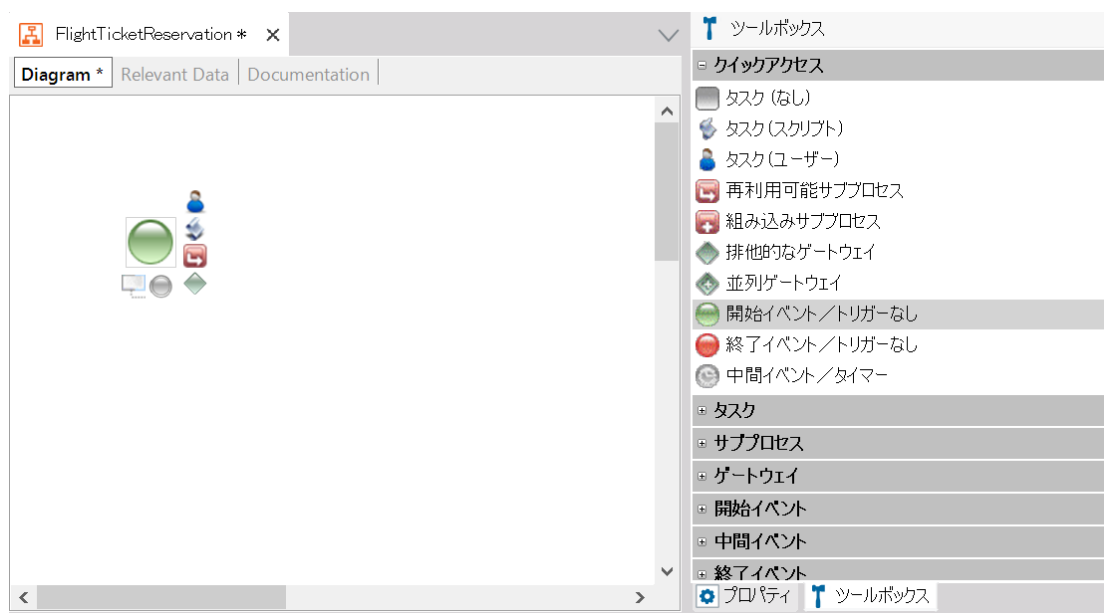 FlightTicketReservation *
Diagram *
Relevant Data
Documentation
ツールボックス
クイックアクセス
タスク (なし)
タスク (スクリプト)
タスク (ユーザー)
再利用可能サブプロセス
組み込みサブプロセス
排他的なゲートウェイ
並列ゲートウェイ
開始イベント／トリガーなし
終了イベント／トリガーなし
中間イベント／タイマー
タスク
サブプロセス
ゲートウェイ
開始イベント
中間イベント
終了イベント
プロパティ
ツールボックス